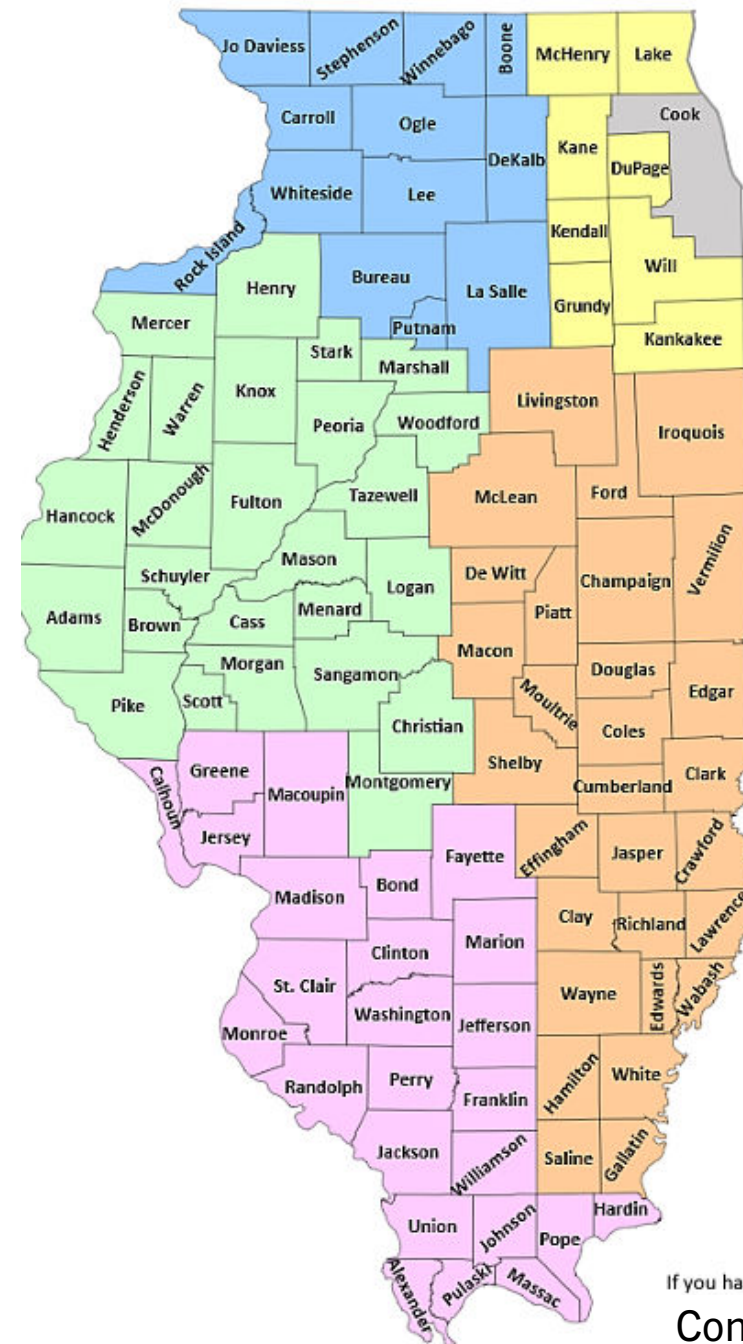 Jo Daviess
Stephenson
Winnebago
Boone
McHenry
Lake
Carroll
Ogle
DeKalb
Kane
Cook
DuPage
Whiteside
Lee
Kendall
Rock Island
Bureau
La Salle
Will
Henry
Putnam
Grundy
Kankakee
Mercer
Stark
Marshall
Henderson
Warren
Knox
Peoria
Woodford
Livingston
Iroquois
Hancock
McDonough
Fulton
Tazewell
McLean
Ford
Vermilion
Schuyler
Mason
Logan
De Witt
Champaign
Adams
Brown
Cass
Menard
Piatt
Macon
Pike
Scott
Morgan
Sangamon
Christian
Moultrie
Douglas
Edgar
Coles
Shelby
Cumberland
Clark
Calhoun
Greene
Macoupin
Montgomery
Jersey
Fayette
Effingham
Jasper
Crawford
Madison
Bond
Clay
Richland
Lawrence
Clinton
Marion
St. Clair
Washington
Jefferson
Wayne
Edwards
Wabash
Monroe
Randolph
Perry
Franklin
Hamilton
White
Jackson
Williamson
Saline
Gallatin
Union
Johnson
Pope
Hardin
Alexander
Pulaski
Massac
If you ha
Con